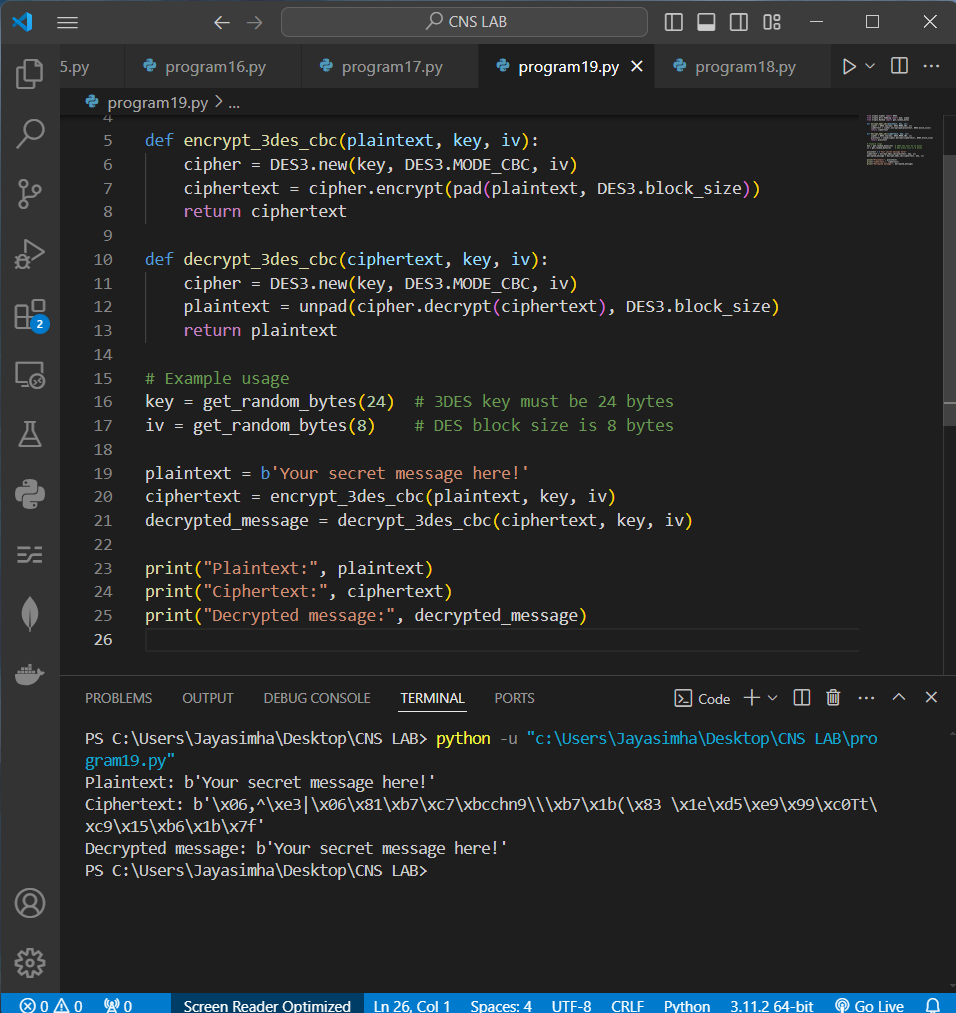 CNS LAB
5.py
program16.py
program17.py
program19.py
program18.py
program19.py > ...
4
5 def encrypt_3des_cbc(plaintext, key, iv):
6     cipher = DES3.new(key, DES3.MODE_CBC, iv)
7     ciphertext = cipher.encrypt(pad(plaintext, DES3.block_size))
8     return ciphertext
9
10 def decrypt_3des_cbc(ciphertext, key, iv):
11     cipher = DES3.new(key, DES3.MODE_CBC, iv)
12     plaintext = unpad(cipher.decrypt(ciphertext), DES3.block_size)
13     return plaintext
14
15 # Example usage
16 key = get_random_bytes(24)  # 3DES key must be 24 bytes
17 iv = get_random_bytes(8)    # DES block size is 8 bytes
18
19 plaintext = b'Your secret message here!'
20 ciphertext = encrypt_3des_cbc(plaintext, key, iv)
21 decrypted_message = decrypt_3des_cbc(ciphertext, key, iv)
22
23 print("Plaintext:", plaintext)
24 print("Ciphertext:", ciphertext)
25 print("Decrypted message:", decrypted_message)
26
2
PROBLEMS OUTPUT DEBUG CONSOLE TERMINAL PORTS
Code
PS C:\Users\Jayasimha\Desktop\CNS LAB> python -u "c:\Users\Jayasimha\Desktop\CNS LAB\pro
gram19.py"
Plaintext: b'Your secret message here!'
Ciphertext: b'\x06,^\xe3|\x06\x81\xb7\xc7\xbcchn9\\\xb7\x1b(\x83 \x1e\xd5\xe9\x99\xc0Tt\
xc9\x15\xb6\x1b\x7f'
Decrypted message: b'Your secret message here!'
PS C:\Users\Jayasimha\Desktop\CNS LAB>
0 0 0 Screen Reader Optimized Ln 26, Col 1 Spaces: 4 UTF-8 CRLF Python 3.11.2 64-bit Go Live